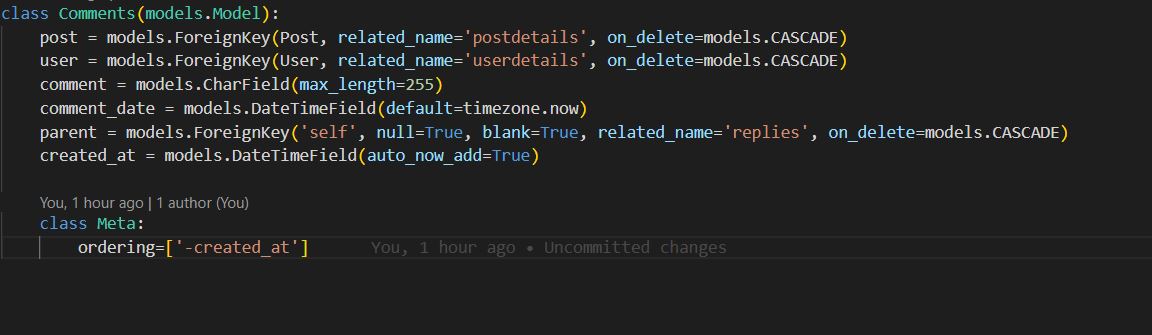 class Comments(models.Model):
    post = models.ForeignKey(Post, related_name='postdetails', on_delete=models.CASCADE)
    user = models.ForeignKey(User, related_name='userdetails', on_delete=models.CASCADE)
    comment = models.CharField(max_length=255)
    comment_date = models.DateTimeField(default=timezone.now)
    parent = models.ForeignKey('self', null=True, blank=True, related_name='replies', on_delete=models.CASCADE)
    created_at = models.DateTimeField(auto_now_add=True)
    You, 1 hour ago | 1 author (You)
    class Meta:
        ordering=['-created_at']     You, 1 hour ago • Uncommitted changes